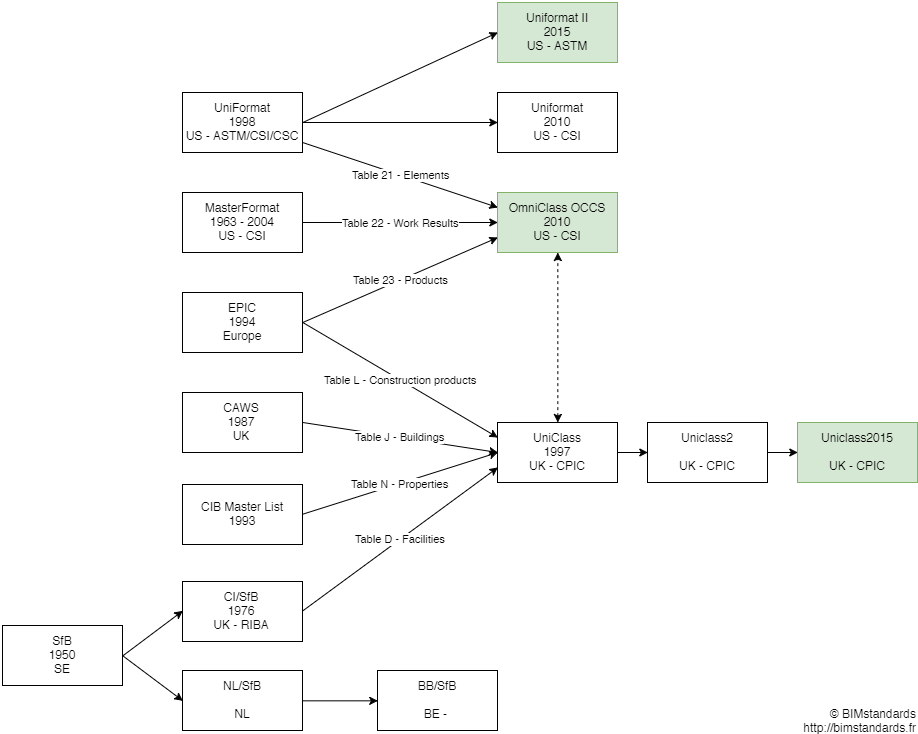 Uniformat II
2015
US - ASTM
UniFormat
1998
US - ASTM/CSI/CSC
Uniformat
2010
US - CSI
Table 21 - Elements
MasterFormat
1963 - 2004
US - CSI
Table 22 - Work Results
OmniClass OCCS
2010
US - CSI
Table 23 - Products
EPIC
1994
Europe
Table L - Construction products
CAWS
1987
UK
Table J - Buildings
UniClass
1997
UK - CPIC
Uniclass2
UK - CPIC
Uniclass2015
UK - CPIC
Table N - Properties
CIB Master List
1993
Table D - Facilities
CI/SfB
1976
UK - RIBA
SfB
1950
SE
NL/SfB
NL
BB/SfB
BE -
© BIMstandards
http://bimstandards.fr